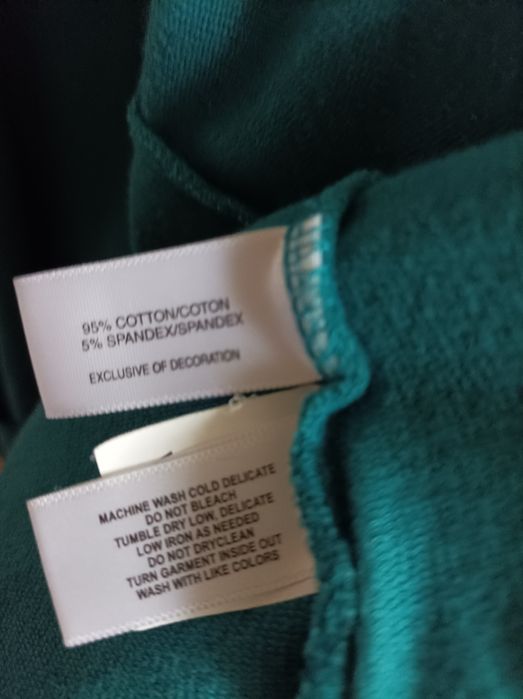 95% COTTON/COTON
5% SPANDEX/SPANDEX
EXCLUSIVE OF DECORATION
MACHINE WASH COLD DELICATE
DO NOT BLEACH
TUMBLE DRY LOW, DELICATE
LOW IRON AS NEEDED
DO NOT DRYCLEAN
TURN GARMENT INSIDE OUT
WASH WITH LIKE COLORS